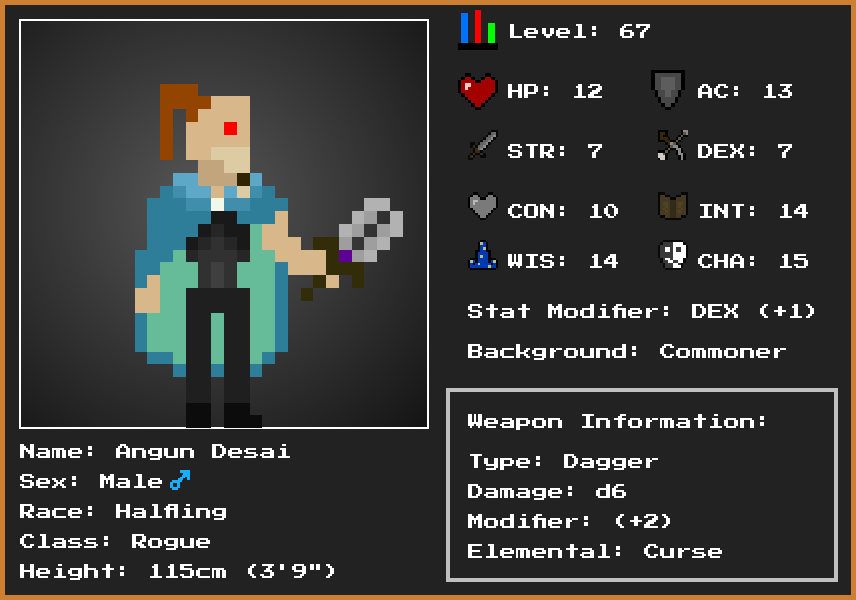 Level: 67
HP: 12 AC: 13
STR: 7 DEX: 7
CON: 10 INT: 14
WIS: 14 CHA: 15
Stat Modifier: DEX (+1)
Background: Commoner
Weapon Information:
Type: Dagger
Damage: d6
Modifier: (+2)
Elemental: Curse
Name: Angun Desai
Sex: Male ♂
Race: Halfling
Class: Rogue
Height: 115cm (3'9")